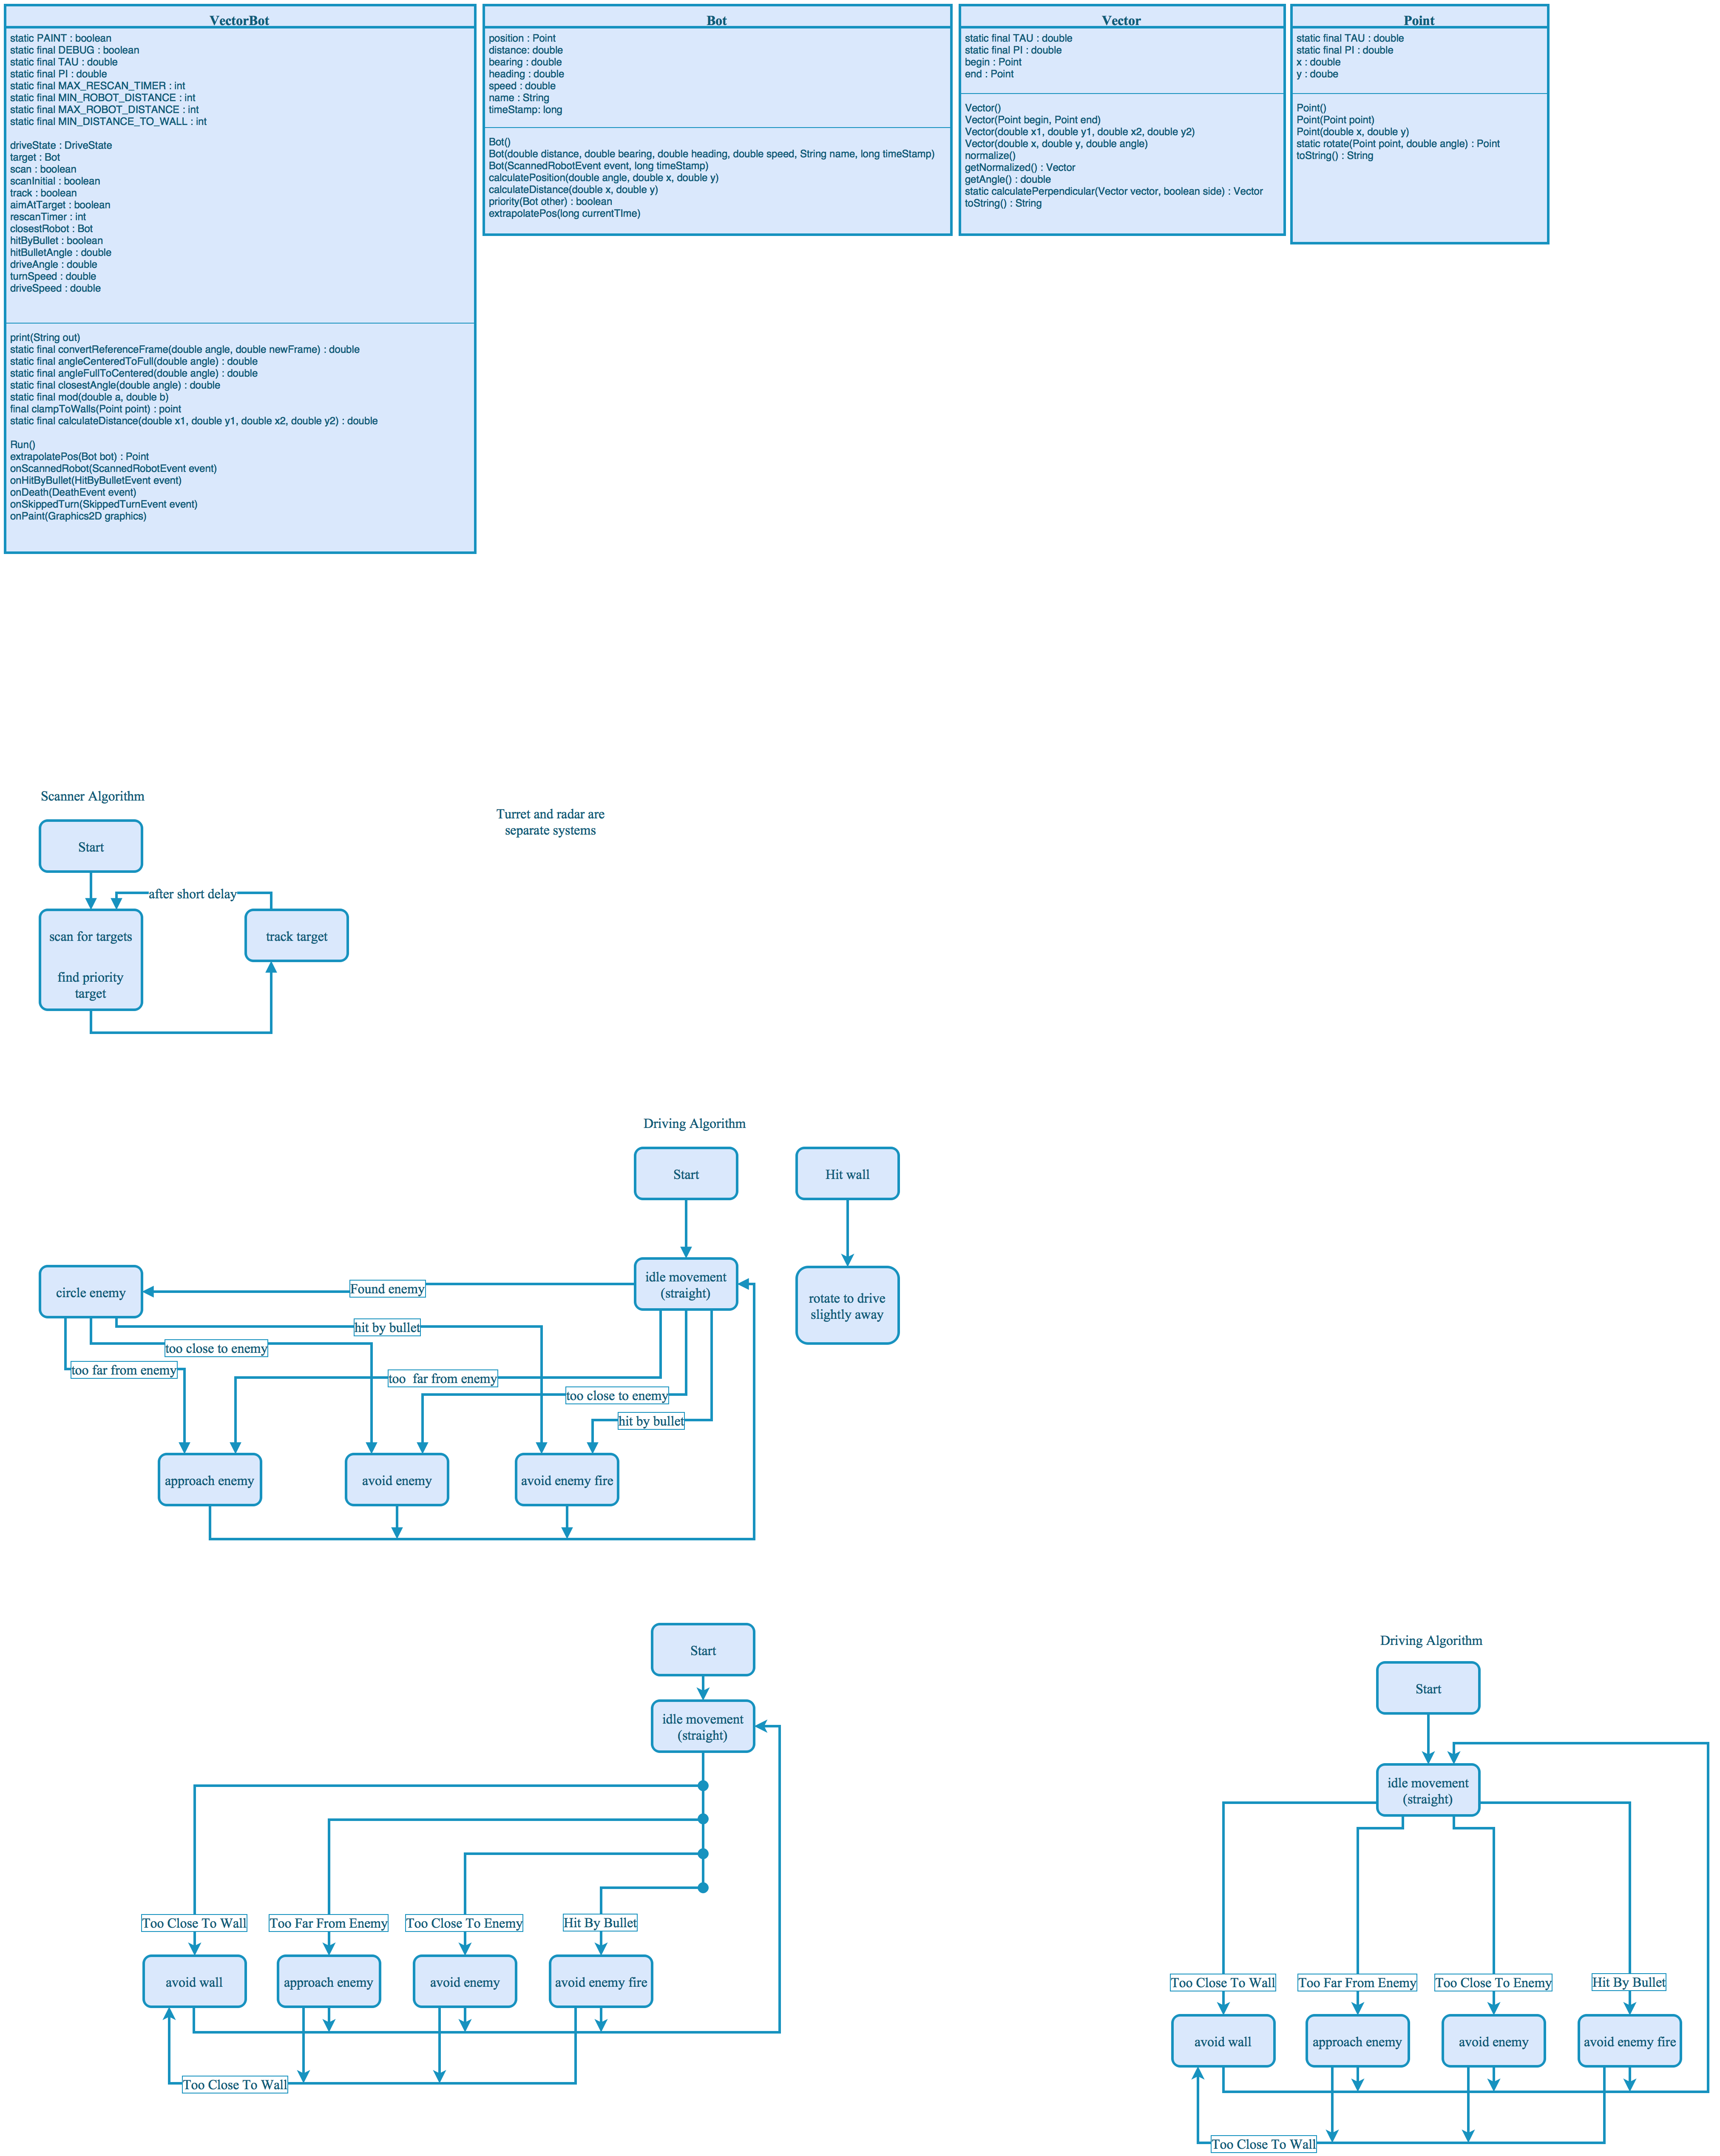 VectorBot
static PAINT : boolean
static final DEBUG : boolean
static final TAU : double
static final PI : double
static final MAX_RESCAN_TIMER : int
static final MIN_ROBOT_DISTANCE : int
static final MAX_ROBOT_DISTANCE : int
static final MIN_DISTANCE_TO_WALL : int
driveState : DriveState
target : Bot
scan : boolean
scanInitial : boolean
track : boolean
aimAtTarget : boolean
rescanTimer : int
closestRobot : Bot
hitByBullet : boolean
hitBulletAngle : double
driveAngle : double
turnSpeed : double
driveSpeed : double
print(String out)
static final convertReferenceFrame(double angle, double newFrame) : double
static final angleCenteredToFull(double angle) : double
static final angleFullToCentered(double angle) : double
static final closestAngle(double angle) : double
static final mod(double a, double b)
final clampToWalls(Point point) : point
static final calculateDistance(double x1, double y1, double x2, double y2) : double
Run()
extrapolatePos(Bot bot) : Point
onScannedRobot(ScannedRobotEvent event)
onHitByBullet(HitByBulletEvent event)
onDeath(DeathEvent event)
onSkippedTurn(SkippedTurnEvent event)
onPaint(Graphics2D graphics)
Bot
position : Point
distance: double
bearing : double
heading : double
speed : double
name : String
timeStamp: long
Bot()
Bot(double distance, double bearing, double heading, double speed, String name, long timeStamp)
Bot(ScannedRobotEvent event, long timeStamp)
calculatePosition(double angle, double x, double y)
calculateDistance(double x, double y)
priority(Bot other) : boolean
extrapolatePos(long currentTIme)
Vector
static final TAU : double
static final PI : double
begin : Point
end : Point
Vector()
Vector(Point begin, Point end)
Vector(double x1, double y1, double x2, double y2)
Vector(double x, double y, double angle)
normalize()
getNormalized() : Vector
getAngle() : double
static calculatePerpendicular(Vector vector, boolean side) : Vector
toString() : String
Point
static final TAU : double
static final PI : double
x : double
y : doube
Point()
Point(Point point)
Point(double x, double y)
static rotate(Point point, double angle) : Point
toString() : String
Scanner Algorithm
Start
after short delay
scan for targets
find priority
target
track target
Turret and radar are
separate systems
Driving Algorithm
Start
Hit wall
idle movement
(straight)
rotate to drive
slightly away
Found enemy
circle enemy
hit by bullet
too close to enemy
too far from enemy
too  far from enemy
too close to enemy
hit by bullet
approach enemy
avoid enemy
avoid enemy fire
Start
idle movement
(straight)
Too Close To Wall
Too Far From Enemy
Too Close To Enemy
Hit By Bullet
avoid wall
approach enemy
avoid enemy
avoid enemy fire
Too Close To Wall
Driving Algorithm
Start
idle movement
(straight)
Too Close To Wall
Too Far From Enemy
Too Close To Enemy
Hit By Bullet
avoid wall
approach enemy
avoid enemy
avoid enemy fire
Too Close To Wall